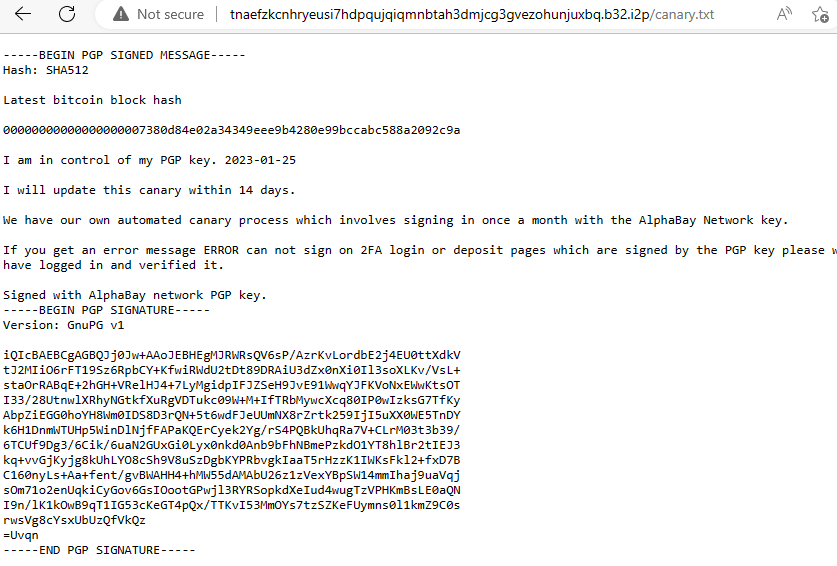 Not secure | tnaefzkcnhryeusi7hdpqujqiqmnbtah3dmjcg3gvezohunjuxbq.b32.i2p/canary.txt
-----BEGIN PGP SIGNED MESSAGE-----
Hash: SHA512
Latest bitcoin block hash
00000000000000000007380d84e02a34349eee9b4280e99bccabc588a2092c9a
I am in control of my PGP key. 2023-01-25
I will update this canary within 14 days.
We have our own automated canary process which involves signing in once a month with the AlphaBay Network key.
If you get an error message ERROR can not sign on 2FA login or deposit pages which are signed by the PGP key please w
have logged in and verified it.
Signed with AlphaBay network PGP key.
-----BEGIN PGP SIGNATURE-----
Version: GnuPG v1
iQIcBAEBCgAGBQJj0Jw+AAoJEBHEgMJRWRsQV6sP/AzrKvLordbE2j4EU0ttXdkV
tJ2MIiO6rFT19Sz6RpbCY+KfwiRWdU2tDt89DRAiU3dZx0nXi0Il3soXLKv/VsL+
staOrRABqE+2hGH+VRelHJ4+7LyMgidpIFJZSeH9JvE91WwqYJFKVoNxEWwKtsOT
I33/28UtnwlXRhyNGtkfXuRgVDTukc09W+M+IfTRbMywcXcq80IP0wIzksG7TfKy
AbpZiEGG0hoYH8Wm0IDS8D3rQN+5t6wdFJeUUmNX8rZrtk259IjI5uXX0WE5TnDY
k6H1DnmWTUHp5WinDlNjfFAPaKQErCyek2Yg/rS4PQBkUhqRa7V+CLrM03t3b39/
6TCUf9Dg3/6Cik/6uaN2GUxGi0Lyx0nkd0Anb9bFhNBmePzkdO1YT8hlBr2tIEJ3
kq+vvGjKyjg8kUhLYO8cSh9V8uSzDgbKYPRbvgkIaaT5rHzzK1IWKsFkl2+fxD7B
C160nyLs+Aa+fent/gvBWAHH4+hMW55dAMAbU26z1zVexYBpSW14mmIhaj9uaVqj
sOm71o2enUqkiCyGov6GsIOootGPwjl3RYRSopkdXeIud4wugTzVPHKmBsLE0aQN
I9n/lK1kOwB9qT1IG53cKeGT4pQx/TTKvI53MmOYs7tzSZKeFUymns0l1kmZ9C0s
rwsVg8cYsxUbUzQfVkQz
=Uvqn
-----END PGP SIGNATURE-----